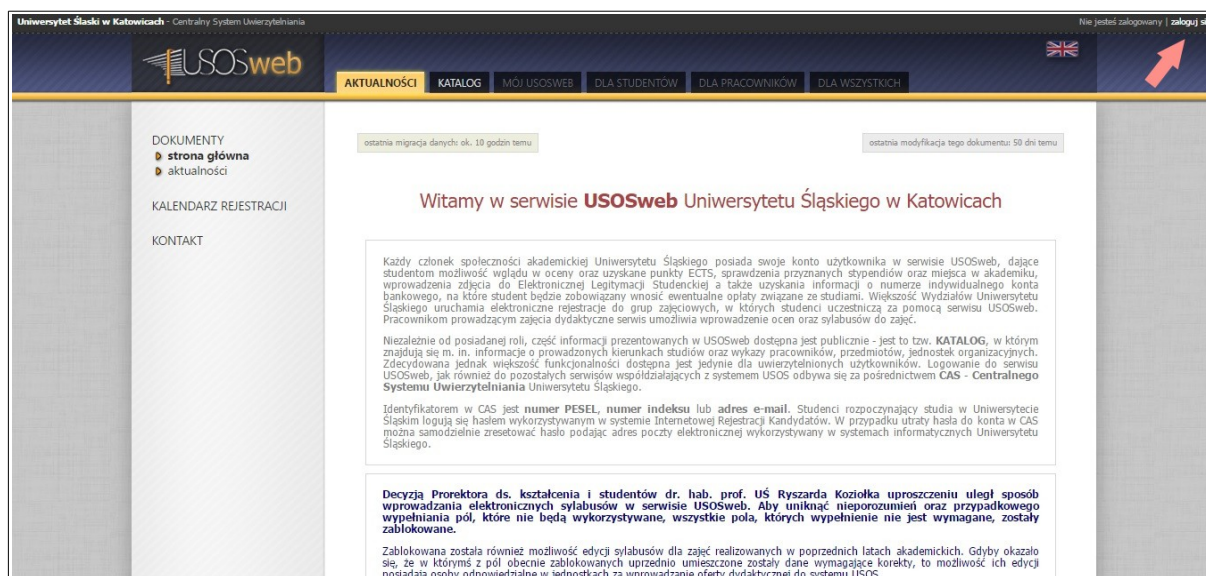 Uniwersytet Śląski w Katowicach - Centralny System Uwierzytelniania
Nie jesteś zalogowany | zaloguj si
USOSweb
AKTUALNOŚCI KATALOG MÓJ USOSWEB DLA STUDENTÓW DLA PRACOWNIKÓW DLA WSZYSTKICH
DOKUMENTY
strona główna
aktualności
KALENDARZ REJESTRACJI
KONTAKT
ostatnia migracja danych: ok. 10 godzin temu
ostatnia modyfikacja tego dokumentu: 50 dni temu
Witamy w serwisie USOSweb Uniwersytetu Śląskiego w Katowicach
Każdy członek społeczności akademickiej Uniwersytetu Śląskiego posiada swoje konto użytkownika w serwisie USOSweb, dające
studentom możliwość wglądu w oceny oraz uzyskane punkty ECTS, sprawdzenia przyznanych stypendiów oraz miejsca w akademiku,
wprowadzenia zdjęcia do Elektronicznej Legitymacji Studenckiej a także uzyskania informacji o numerze indywidualnego konta
bankowego, na które student będzie zobowiązany wnosić ewentualne opłaty związane ze studiami. Większość Wydziałów Uniwersytetu
Śląskiego uruchamia elektroniczne rejestracje do grup zajęciowych, w których studenci uczestniczą za pomocą serwisu USOSweb.
Pracownikom prowadzącym zajęcia dydaktyczne serwis umożliwia wprowadzenie ocen oraz sylabusów do zajęć.
Niezależnie od posiadanej roli, część informacji prezentowanych w USOSweb dostępna jest publicznie - jest to tzw. KATALOG, w którym
znajdują się m. in. informacje o prowadzonych kierunkach studiów oraz wykazy pracowników, przedmiotów, jednostek organizacyjnych.
Zdecydowana jednak większość funkcjonalności dostępna jest jedynie dla uwierzytelnionych użytkowników. Logowanie do serwisu
USOSweb, jak również do pozostałych serwisów współdziałających z systemem USOS odbywa się za pośrednictwem CAS - Centralnego
Systemu Uwierzytelniania Uniwersytetu Śląskiego.
Identyfikatorem w CAS jest numer PESEL, numer indeksu lub adres e-mail. Studenci rozpoczynający studia w Uniwersytecie
Śląskim logują się hasłem wykorzystywanym w systemie Internetowej Rejestracji Kandydatów. W przypadku utraty hasła do konta w CAS
można samodzielnie zresetować hasło podając adres poczty elektronicznej wykorzystywany w systemach informatycznych Uniwersytetu
Śląskiego.
Decyzją Prorektora ds. kształcenia i studentów dr. hab. prof. UŚ Ryszarda Koziołka uproszczeniu uległ sposób
wprowadzania elektronicznych sylabusów w serwisie USOSweb. Aby uniknąć nieporozumień oraz przypadkowego
wypełniania pól, które nie będą wykorzystywane, wszystkie pola, których wypełnienie nie jest wymagane, zostały
zablokowane.
Zablokowana została również możliwość edycji sylabusów dla zajęć realizowanych w poprzednich latach akademickich. Gdyby okazało
się, że w którymś z pól obecnie zablokowanych uprzednio umieszczone zostały dane wymagające korekty, to możliwość ich edycji
posiadają osoby odpowiedzialne w jednostkach za wprowadzanie oferty dydaktycznej do systemu USOS.